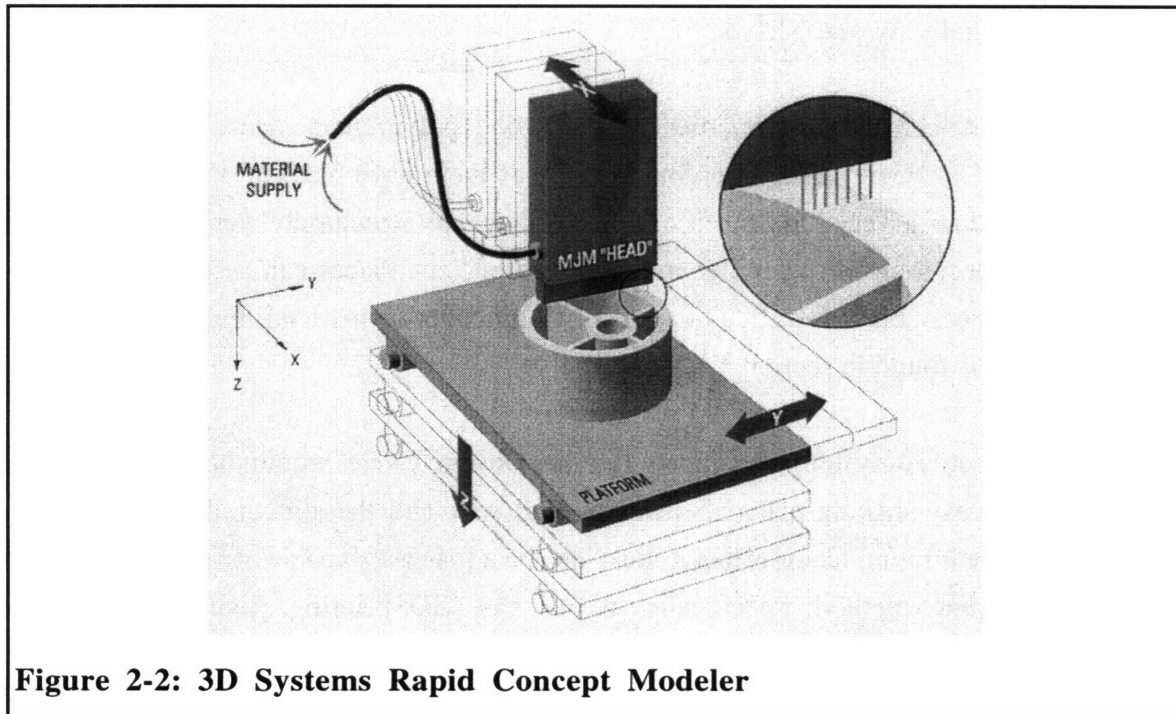 X
MATERIAL
SUPPLY
MJM "HEAD"
Y
X
Z
Y
Z
PLATFORM
Figure 2-2: 3D Systems Rapid Concept Modeler